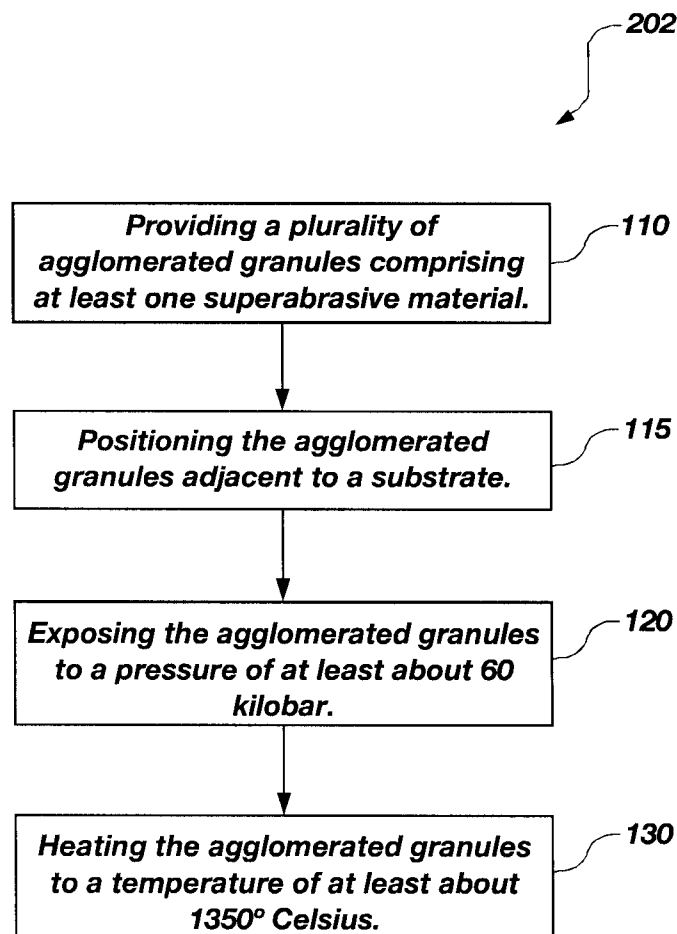 202
Providing a plurality of
agglomerated granules comprising
at least one superabrasive material.
110
Positioning the agglomerated
granules adjacent to a substrate.
115
Exposing the agglomerated granules
to a pressure of at least about 60
kilobar.
120
Heating the agglomerated granules
to a temperature of at least about
1350º Celsius.
130